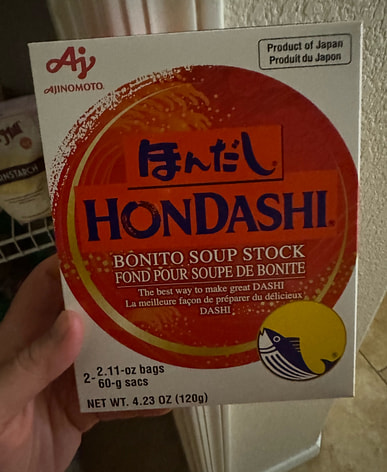 Aj
AJINOMOTO®
Product of Japan
Produit du Japon
ほんだし®
HONDASHI®
BONITO SOUP STOCK
FOND POUR SOUPE DE BONITE
The best way to make great DASHI
La meilleure façon de préparer du délicieux
DASHI
2-2.11-oz bags
60-g sacs
NET WT. 4.23 OZ (120g)
NSTARCH